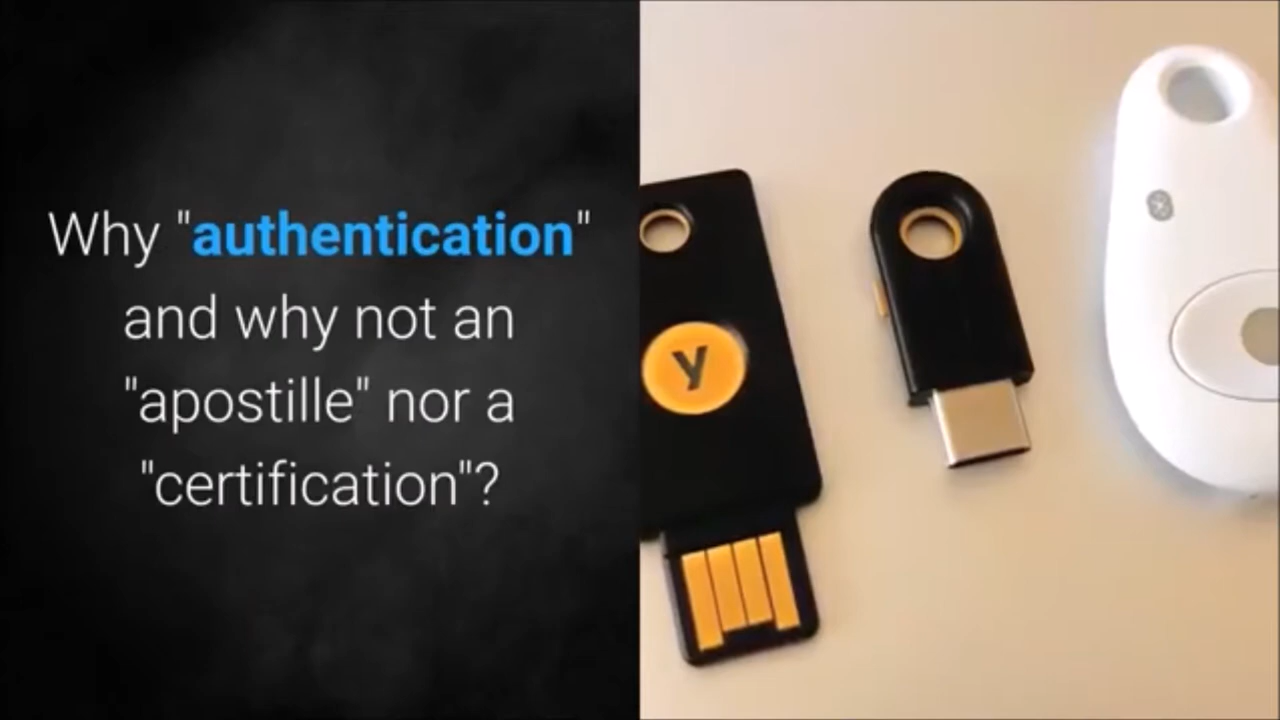 Why "authentication"
and why not an
"apostille" nor a
"certification"?
y